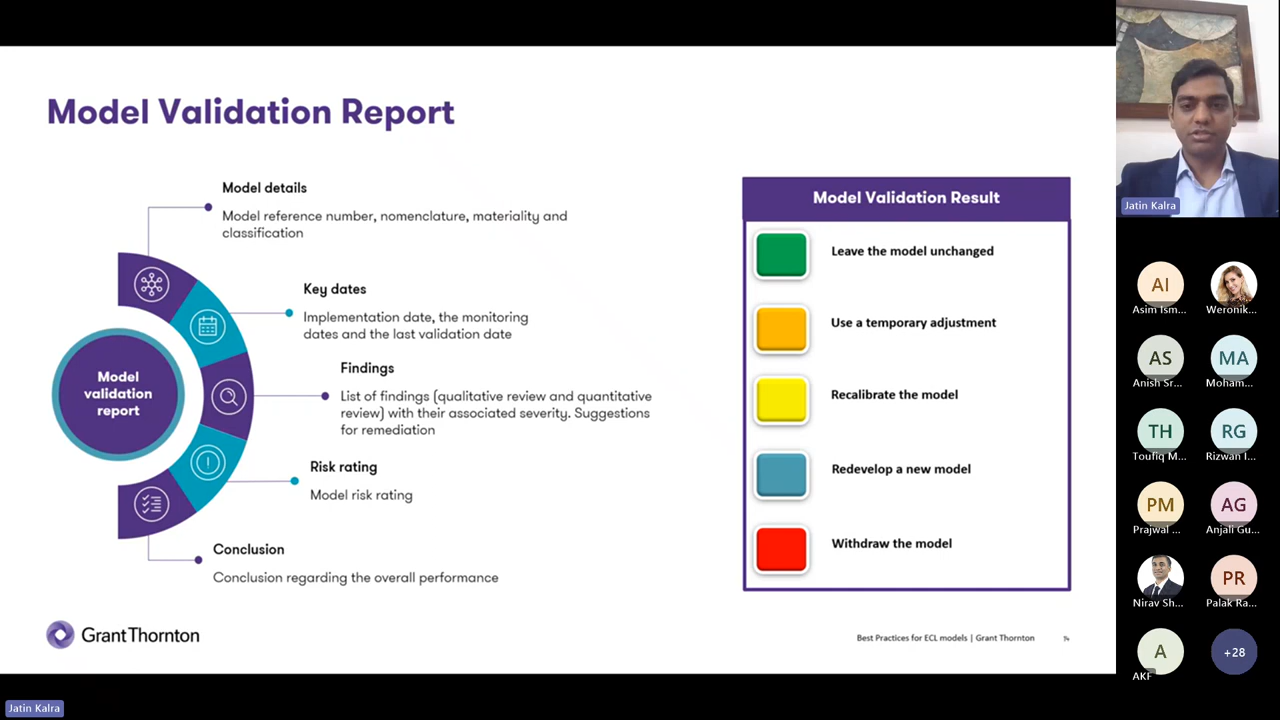 Model Validation Report
Model details
Model reference number, nomenclature, materiality and
classification
Key dates
Implementation date, the monitoring
dates and the last validation date
Findings
List of findings (qualitative review and quantitative
review) with their associated severity. Suggestions
for remediation
Risk rating
Model risk rating
Conclusion
Conclusion regarding the overall performance
Model
validation
report
Model Validation Result
Leave the model unchanged
Use a temporary adjustment
Recalibrate the model
Redevelop a new model
Withdraw the model
Grant Thornton
Best Practices for ECL models | Grant Thornton
Jatin Kalra
AI
Asim Ism...
Weronik...
AS
Anish Sr...
MA
Moham...
TH
Toufiq M...
RG
Rizwan I...
PM
Prajwal ...
AG
Anjali Gu...
Nirav Sh...
PR
Palak Ra...
A
AKF
+28
Jatin Kalra